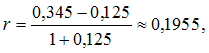 r = (0,345 − 0,125) / (1 + 0,125) ≈ 0,1955,